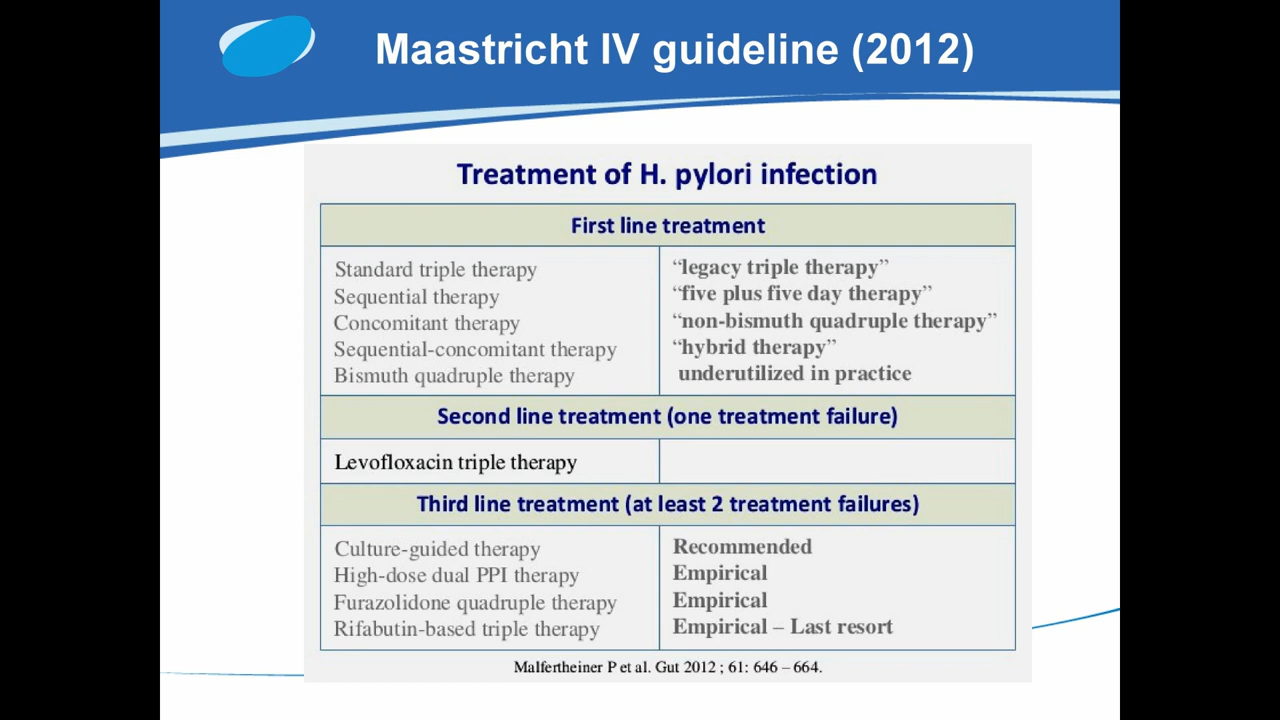 Maastricht IV guideline (2012)
Treatment of H. pylori infection
First line treatment
Standard triple therapy
Sequential therapy
Concomitant therapy
Sequential-concomitant therapy
Bismuth quadruple therapy
“legacy triple therapy”
“five plus five day therapy”
“non-bismuth quadruple therapy”
“hybrid therapy”
underutilized in practice
Second line treatment (one treatment failure)
Levofloxacin triple therapy
Third line treatment (at least 2 treatment failures)
Culture-guided therapy
High-dose dual PPI therapy
Furazolidone quadruple therapy
Rifabutin-based triple therapy
Recommended
Empirical
Empirical
Empirical – Last resort
Malfertheiner P et al. Gut 2012 ; 61: 646 – 664.